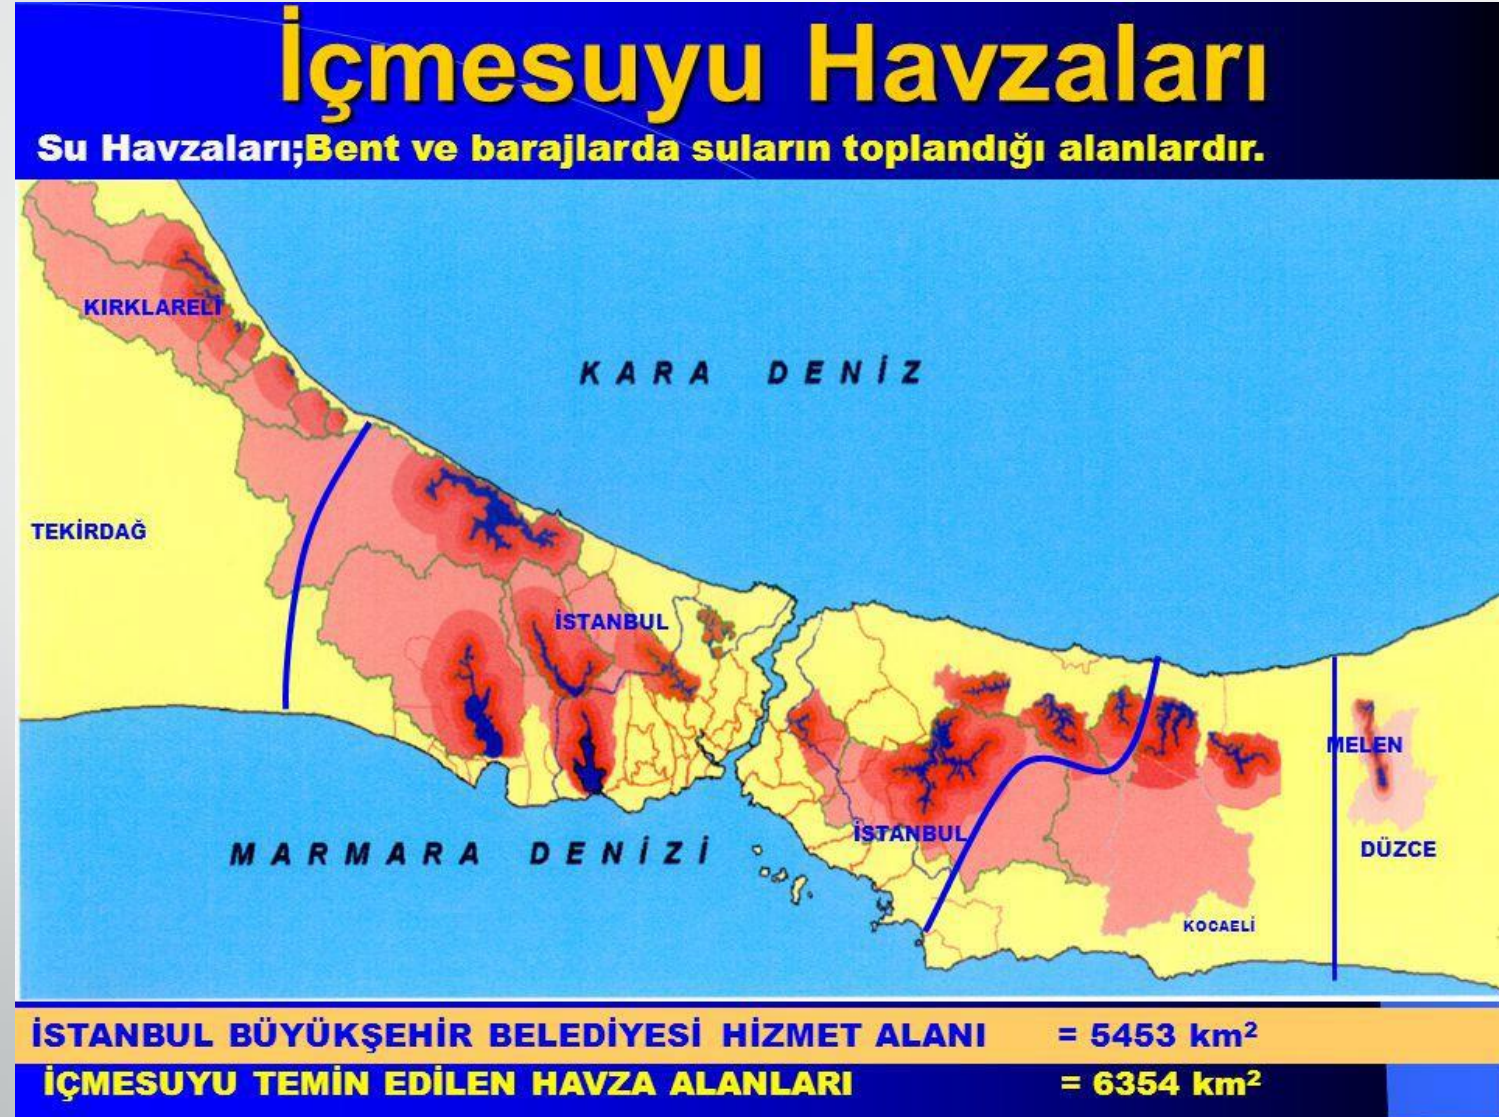 İçmesuyu Havzaları
Su Havzaları;Bent ve barajlarda suların toplandığı alanlardır.
KIRKLARELİ
KARA DENİZ
TEKİRDAĞ
İSTANBUL
MELEN
İSTANBUL
MARMARA DENİZİ
DÜZCE
KOCAELİ
İSTANBUL BÜYÜKŞEHİR BELEDİYESİ HİZMET ALANI = 5453 km²
İÇMESUYU TEMİN EDİLEN HAVZA ALANLARI = 6354 km²